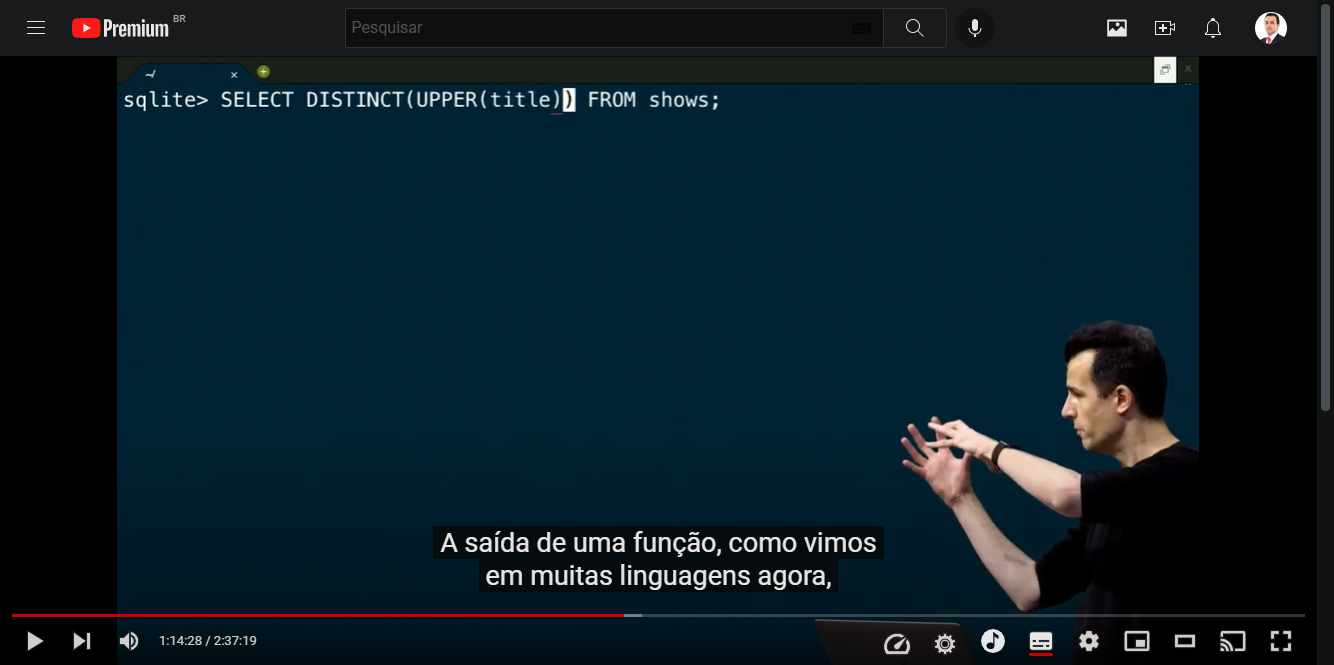 Premium BR
Pesquisar
sqlite> SELECT DISTINCT(UPPER(title)) FROM shows;
A saída de uma função, como vimos
em muitas linguagens agora,
1:14:28 / 2:37:19